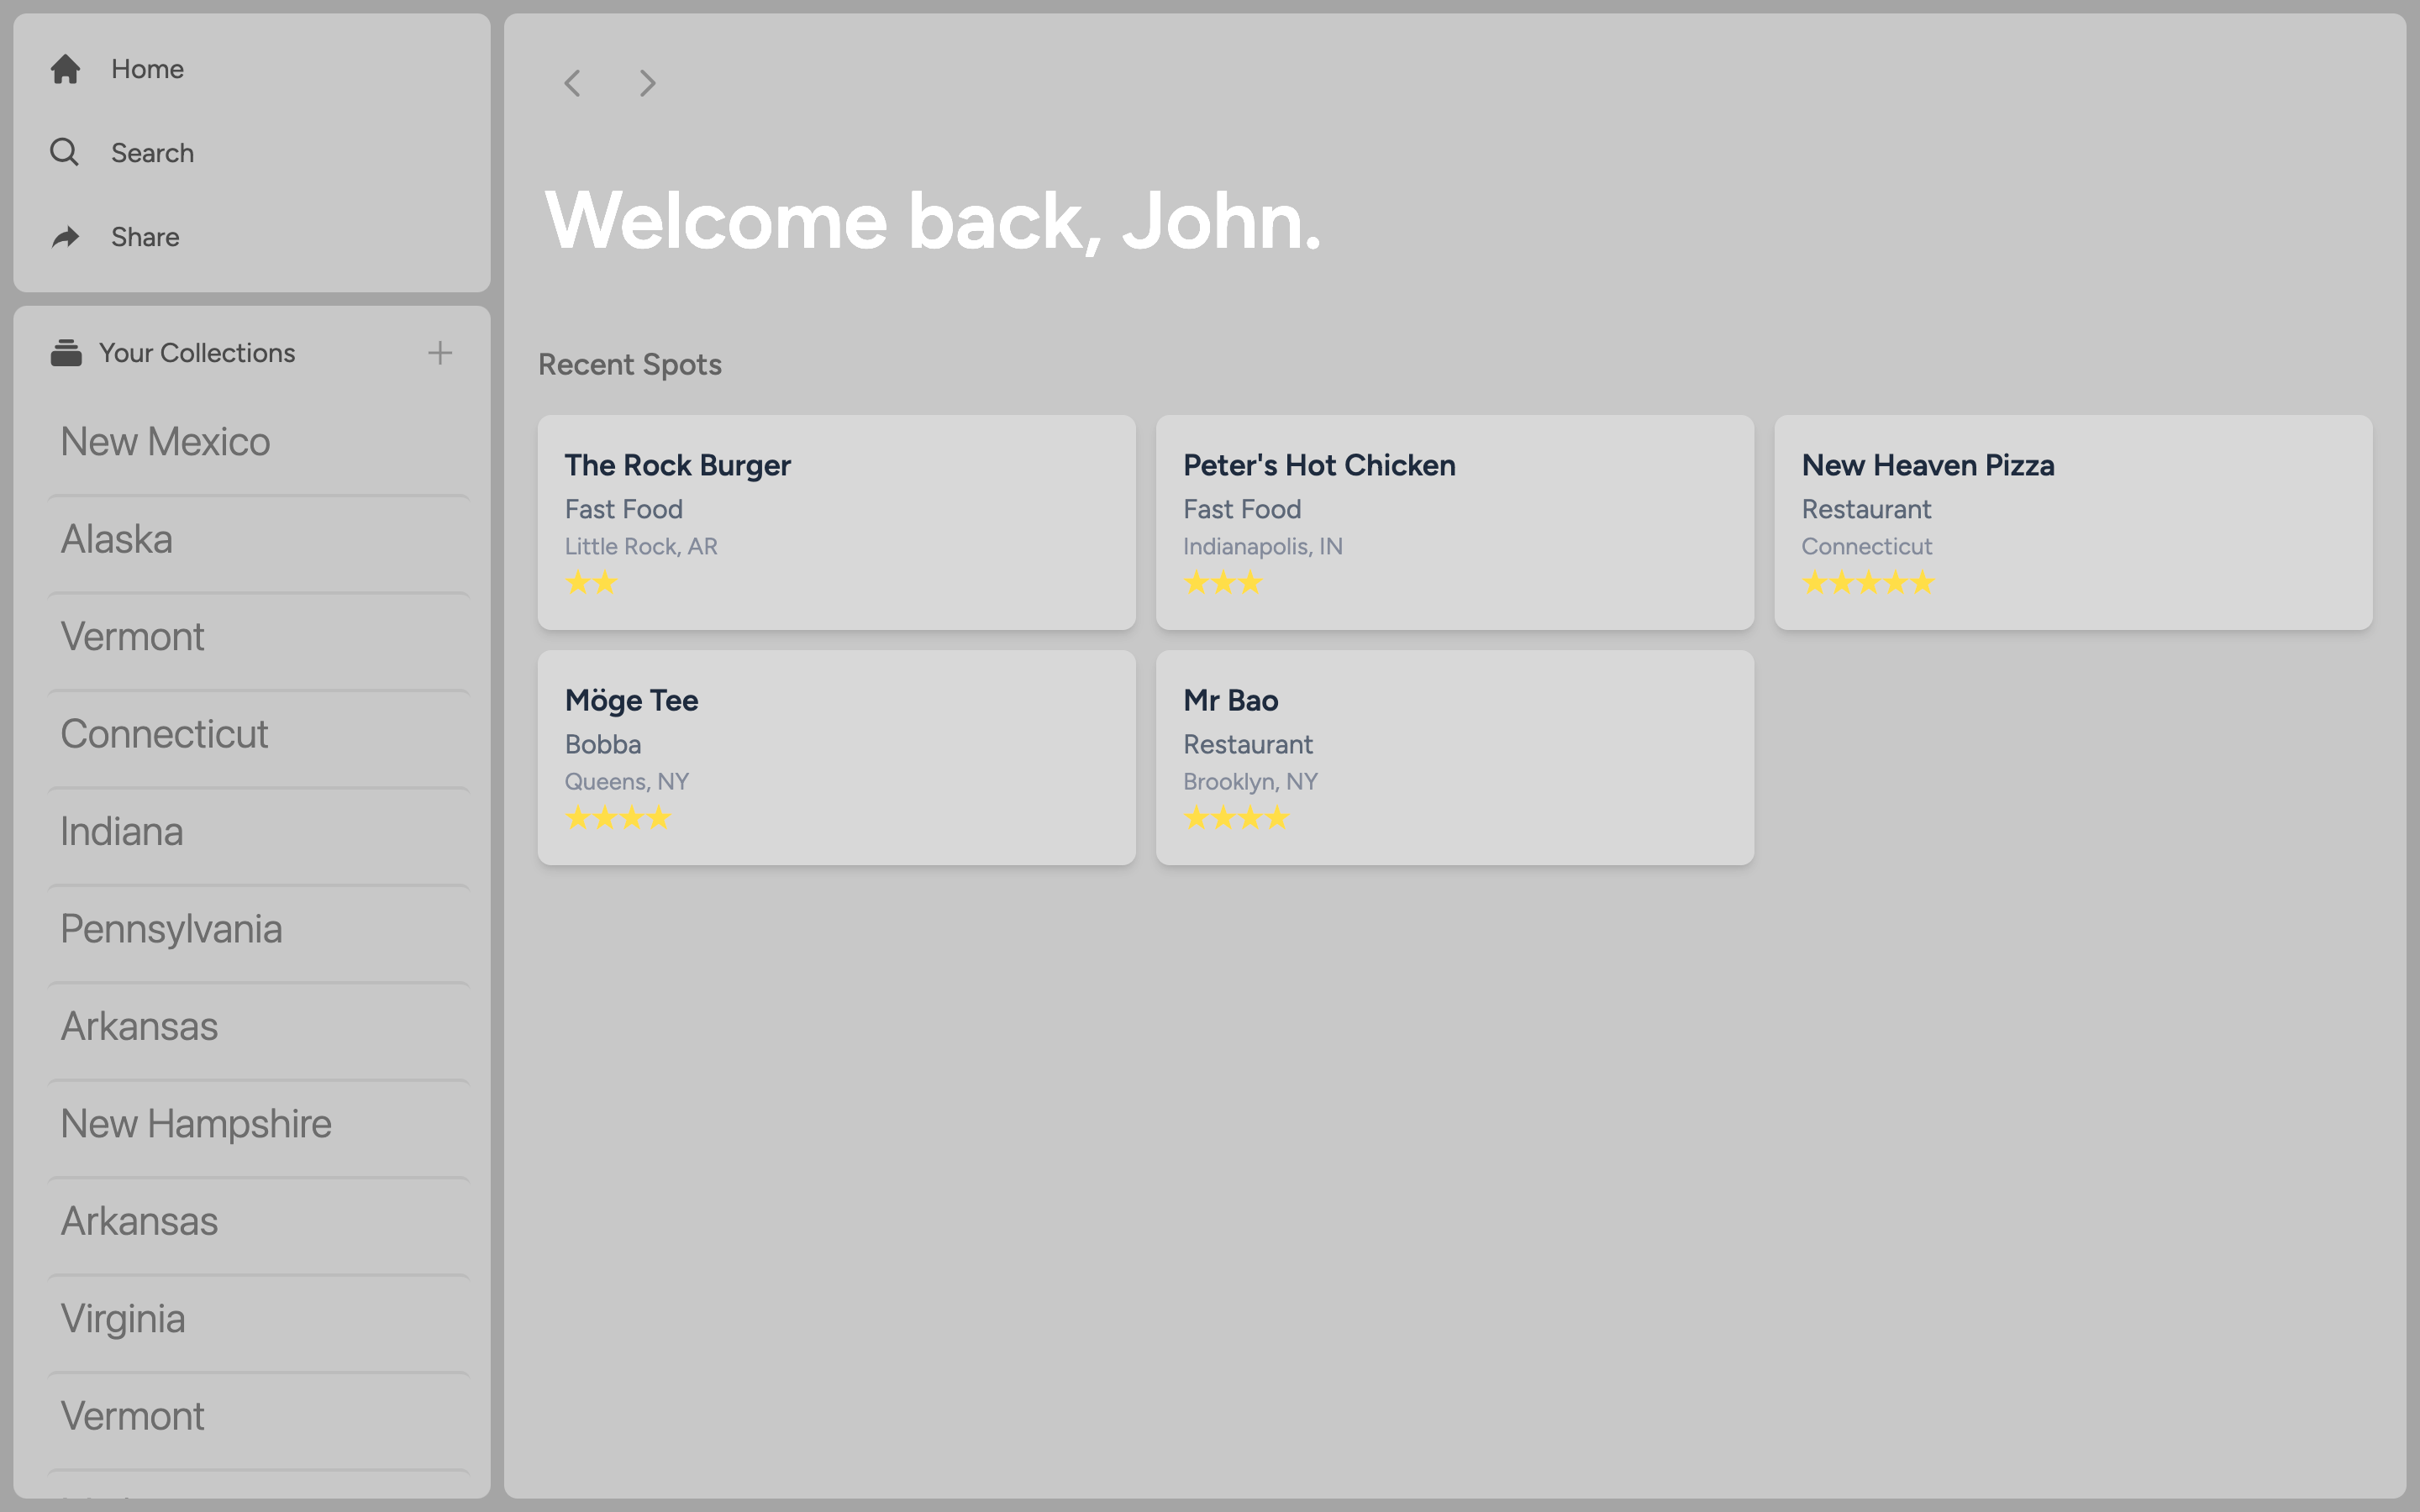 Home
Search
Share
Your Collections
New Mexico
Alaska
Vermont
Connecticut
Indiana
Pennsylvania
Arkansas
New Hampshire
Arkansas
Virginia
Vermont
Welcome back, John.
Recent Spots
The Rock Burger
Fast Food
Little Rock, AR
★★
Peter's Hot Chicken
Fast Food
Indianapolis, IN
★★★
New Heaven Pizza
Restaurant
Connecticut
★★★★★
Möge Tee
Bobba
Queens, NY
★★★★
Mr Bao
Restaurant
Brooklyn, NY
★★★★